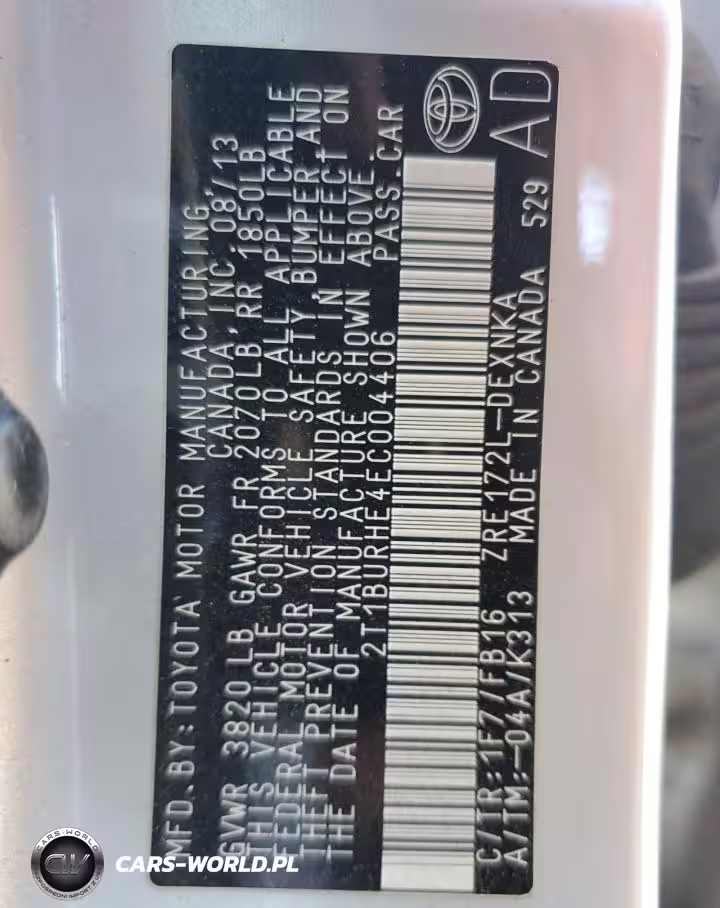 MFD.BY:TOYOTA MOTOR MANUFACTURING
CANADA,INC. 08/13
GVWR 3820 LB GAWR FR 2070LB,RR 1850LB
THIS VEHICLE CONFORMS TO ALL APPLICABLE
FEDERAL MOTOR VEHICLE SAFETY, BUMPER,AND
THEFT PREVENTION STANDARDS IN EFFECT ON
THE DATE OF MANUFACTURE SHOWN ABOVE.
2T1BURHE4EC004406 PASS.CAR
C/TR:1F7/FB16 ZRE172L-DEXNKA
A/TM:-04A/K313 MADE IN CANADA 529 AD
CARS-WORLD
CW
CARS-WORLD.PL